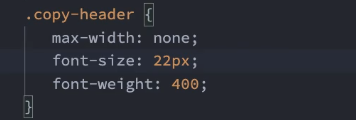 .copy-header {
max-width: none;
font-size: 22px;
font-weight: 400;
}